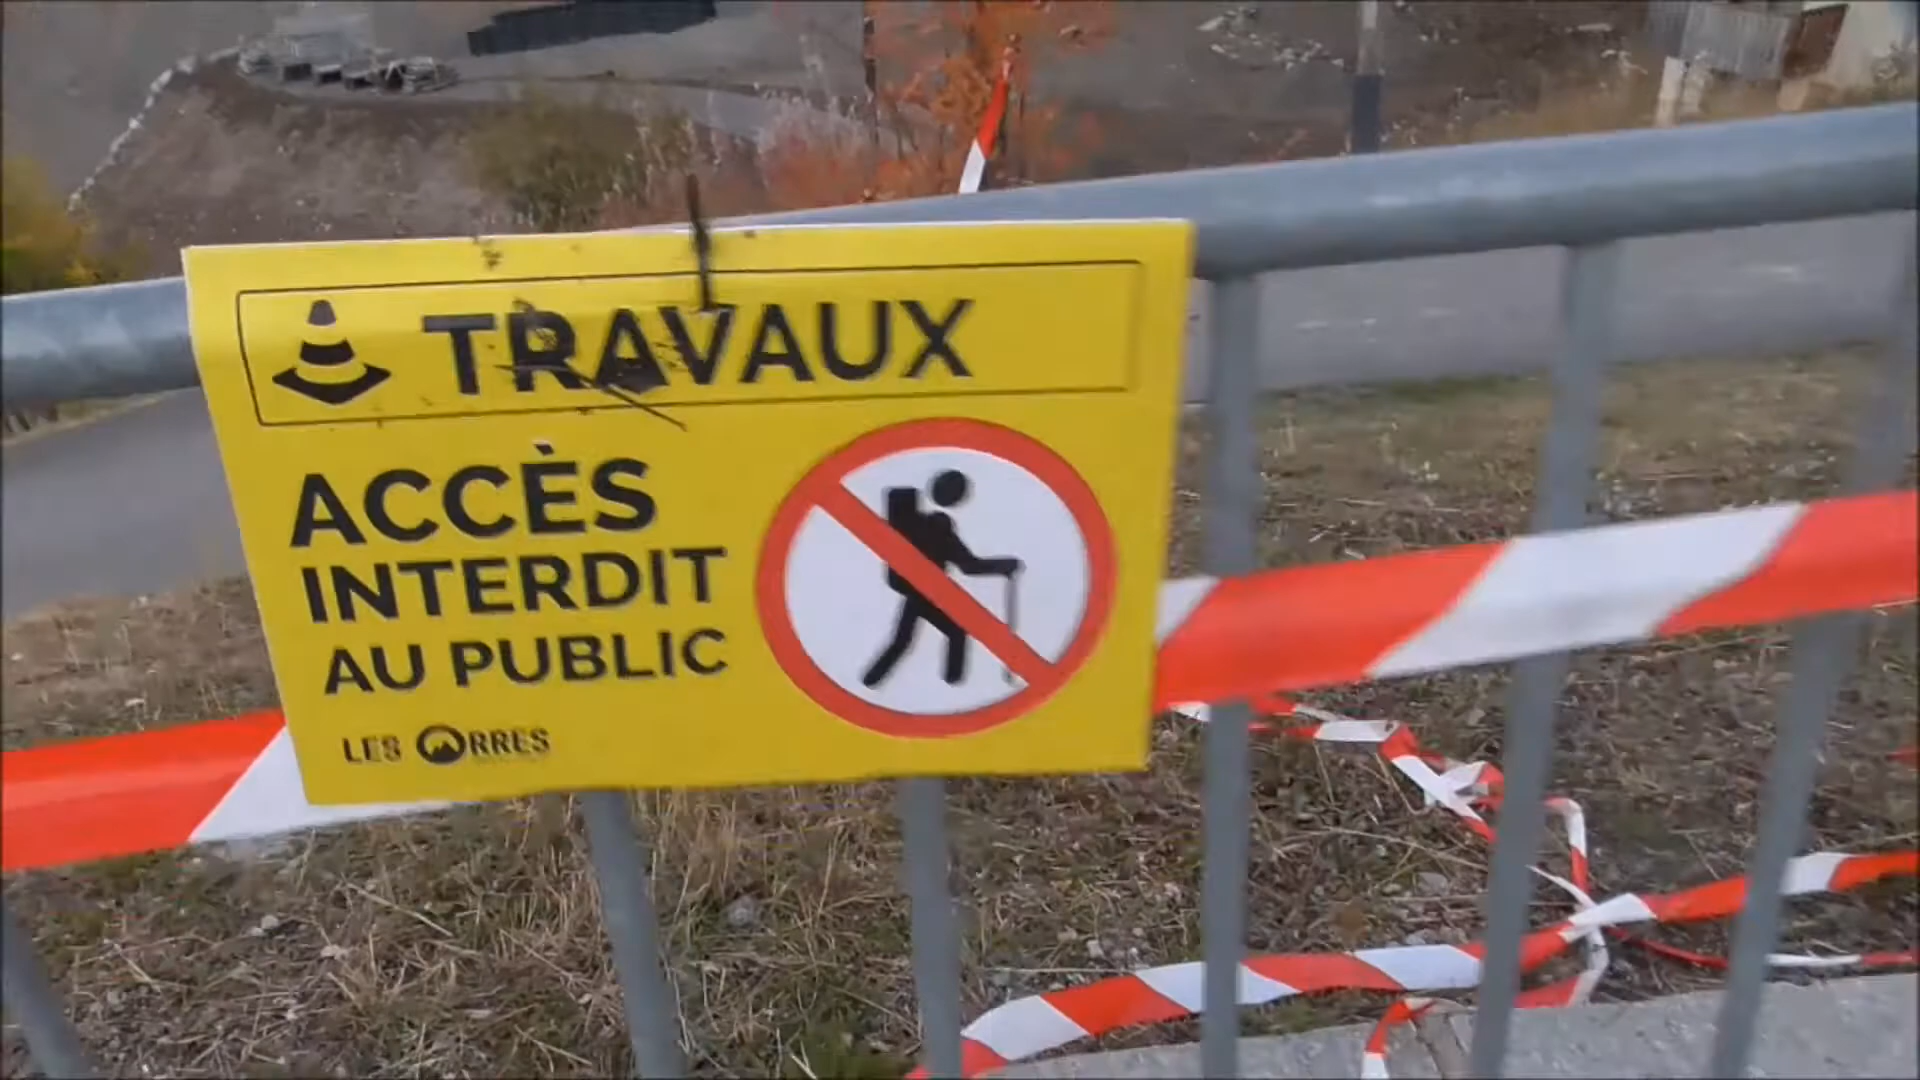 TRAVAUX
ACCÈS
INTERDIT
AU PUBLIC
LES ORRES